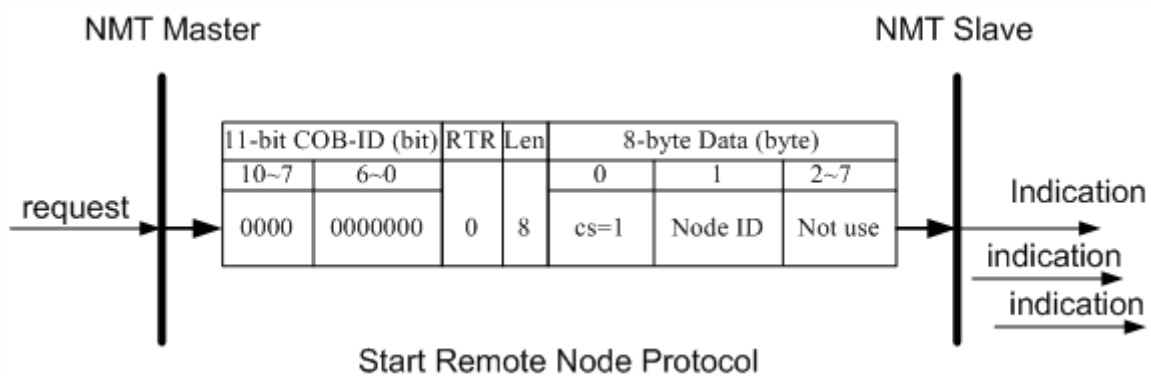 NMT Master NMT Slave
11-bit COB-ID (bit) RTR Len 8-byte Data (byte)
10~7 6~0 0 1 2~7
request 0000 0000000 0 8 cs=1 Node ID Not use Indication
indication
indication
Start Remote Node Protocol